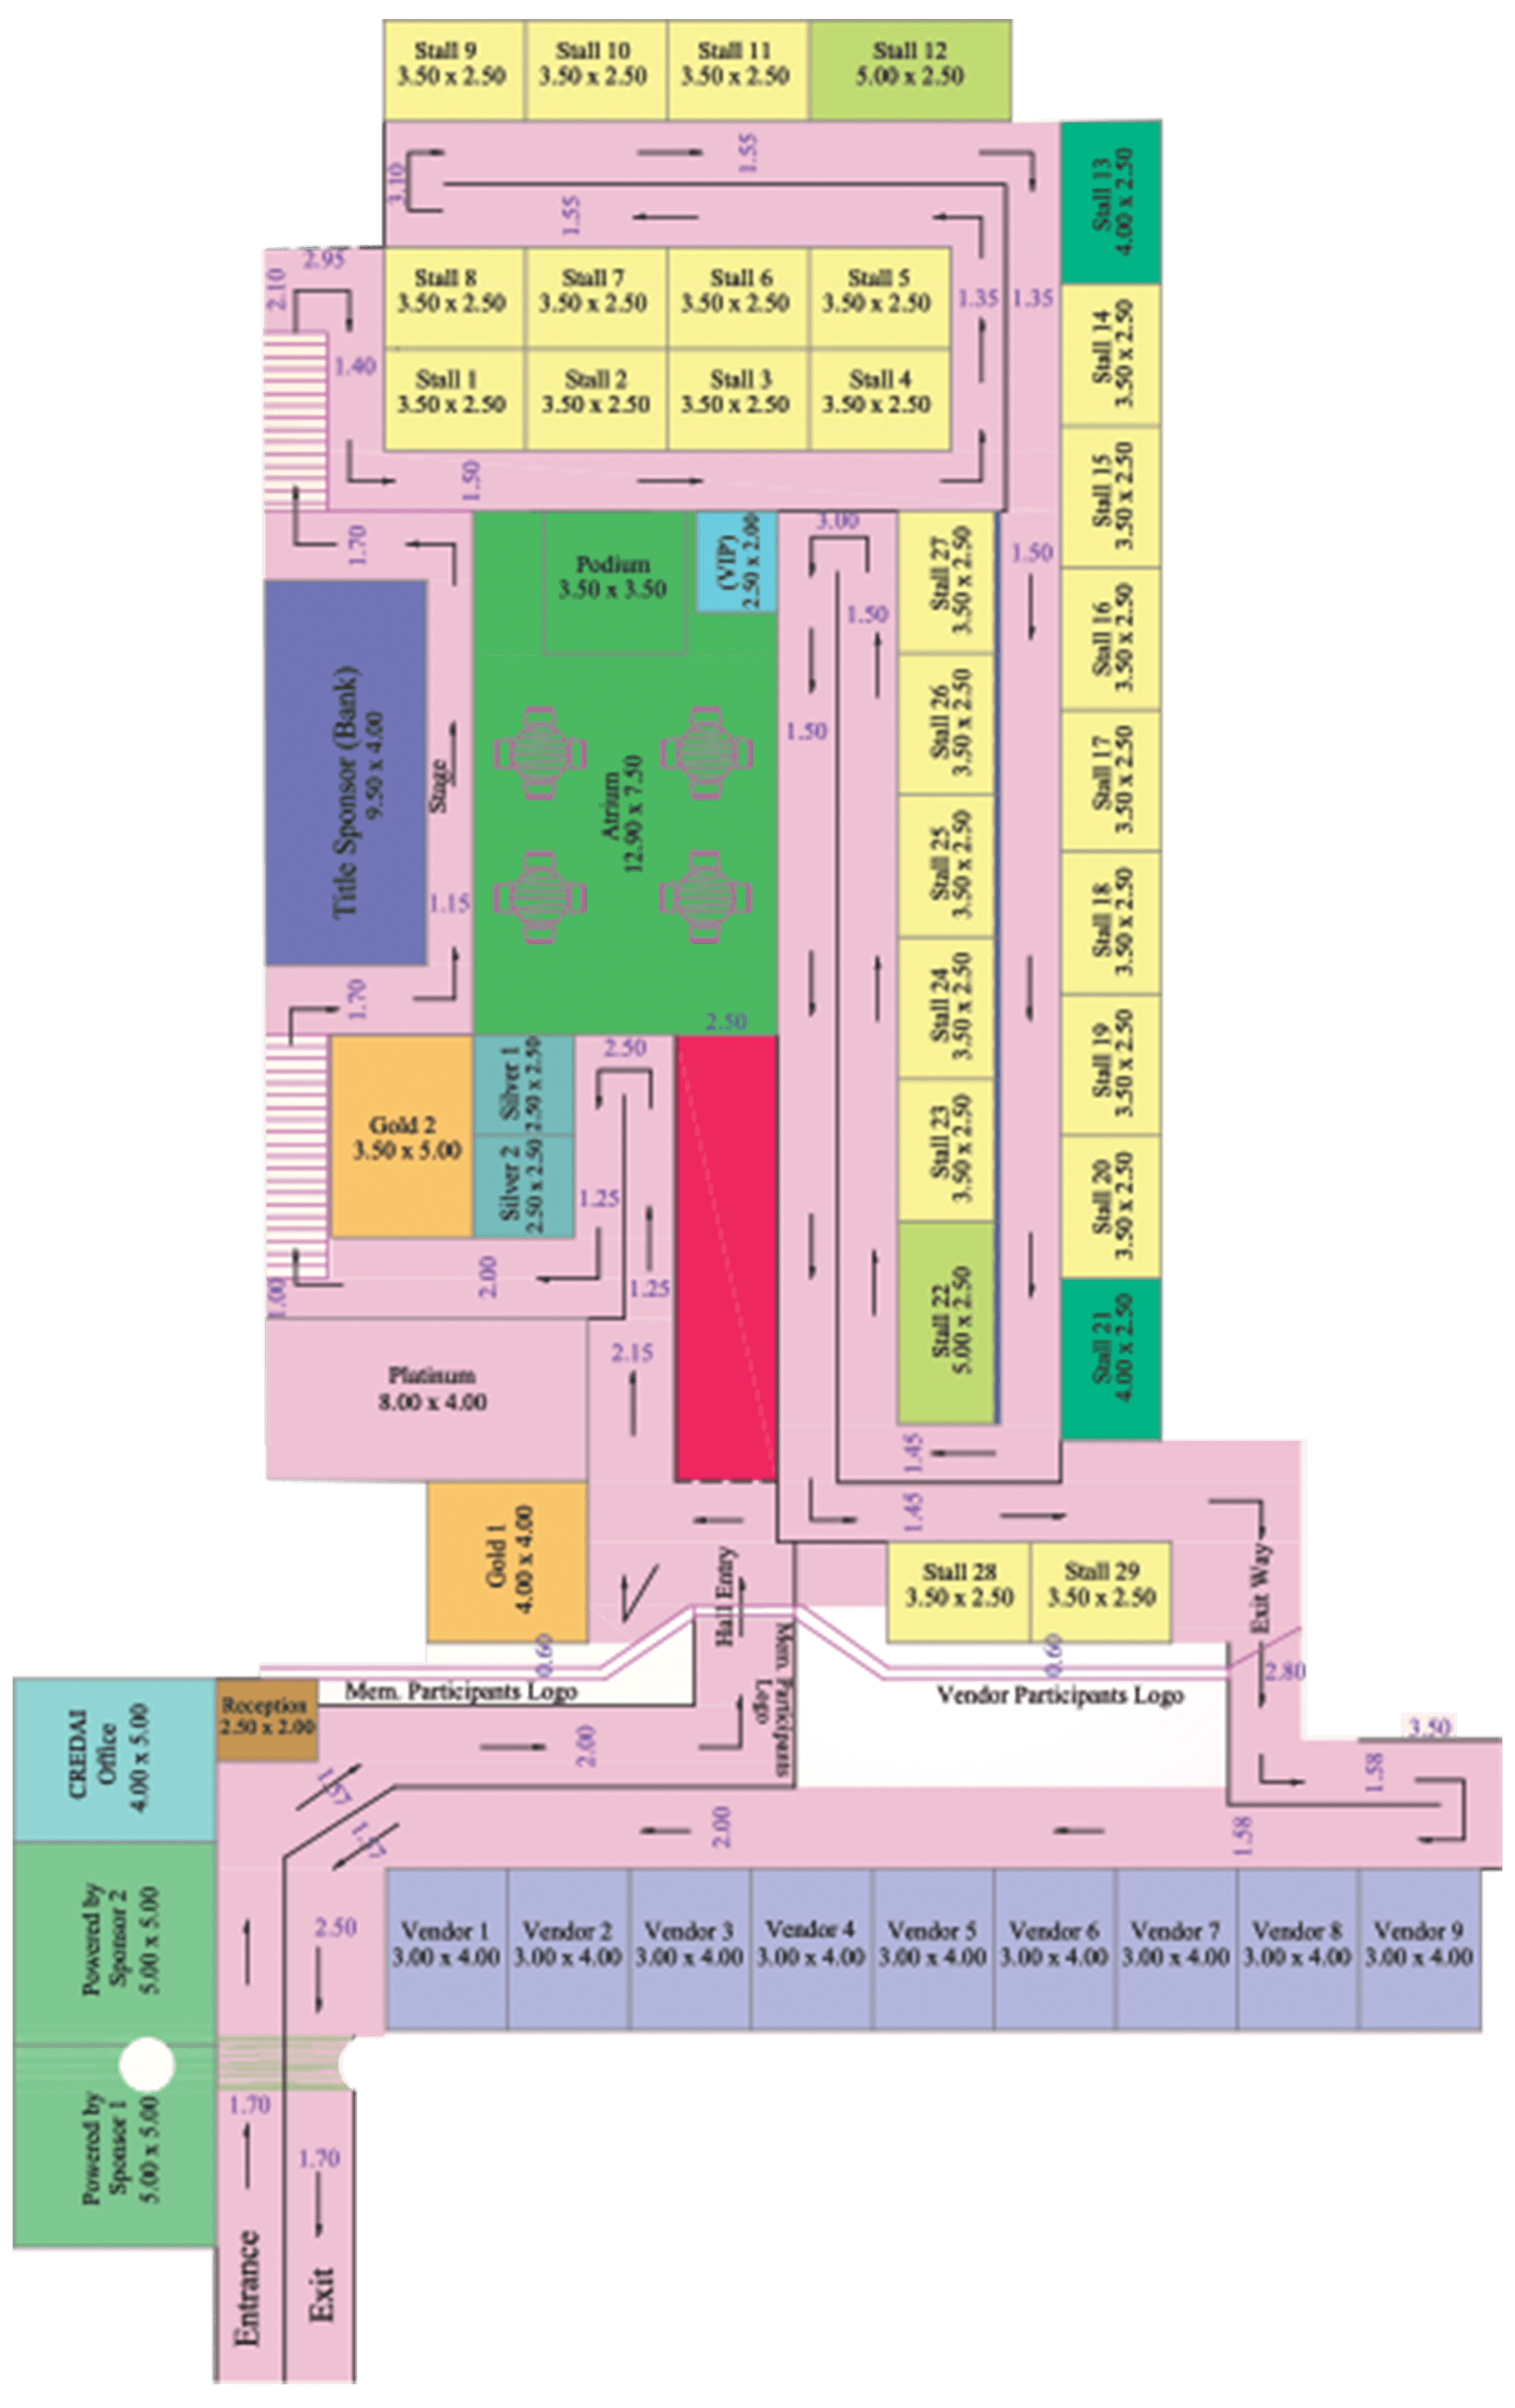 Stall 9
3.50 x 2.50
Stall 10
3.50 x 2.50
Stall 11
3.50 x 2.50
Stall 12
5.00 x 2.50
1.55
3.10
1.55
Stall 13
4.00 x 2.50
2.95
2.10
Stall 8
3.50 x 2.50
Stall 7
3.50 x 2.50
Stall 6
3.50 x 2.50
Stall 5
3.50 x 2.50
1.35
1.35
Stall 14
3.50 x 2.50
1.40
Stall 1
3.50 x 2.50
Stall 2
3.50 x 2.50
Stall 3
3.50 x 2.50
Stall 4
3.50 x 2.50
1.50
Stall 15
3.50 x 2.50
1.70
Podium
3.50 x 3.50
(VIP)
2.50 x 2.00
3.00
Stall 27
3.50 x 2.50
1.50
1.50
Stall 16
3.50 x 2.50
Title Sponsor (Bank)
9.50 x 4.00
Stage
1.15
Atrium
12.90 x 7.50
1.50
Stall 26
3.50 x 2.50
Stall 17
3.50 x 2.50
Stall 25
3.50 x 2.50
Stall 18
3.50 x 2.50
1.70
Stall 24
3.50 x 2.50
Stall 19
3.50 x 2.50
2.50
2.50
Gold 2
3.50 x 5.00
Silver 1
2.50 x 2.50
Silver 2
2.50 x 2.50
1.25
Stall 23
3.50 x 2.50
Stall 20
3.50 x 2.50
1.00
2.00
1.25
Stall 22
5.00 x 2.50
Stall 21
4.00 x 2.50
2.15
Platinum
8.00 x 4.00
1.45
1.45
Gold 1
4.00 x 4.00
Hall Entry
Stall 28
3.50 x 2.50
Stall 29
3.50 x 2.50
Exit Way
0.60
0.60
2.80
Mem. Participants
Logo
Reception
2.50 x 2.00
Mem. Participants Logo
Vendor Participants Logo
CREDAI
Office
4.00 x 5.00
2.00
3.50
1.58
1.57
1.57
2.00
1.58
Powered by
Sponsor 2
5.00 x 5.00
2.50
Vendor 1
3.00 x 4.00
Vendor 2
3.00 x 4.00
Vendor 3
3.00 x 4.00
Vendor 4
3.00 x 4.00
Vendor 5
3.00 x 4.00
Vendor 6
3.00 x 4.00
Vendor 7
3.00 x 4.00
Vendor 8
3.00 x 4.00
Vendor 9
3.00 x 4.00
Powered by
Sponsor 1
5.00 x 5.00
1.70
1.70
Entrance
Exit